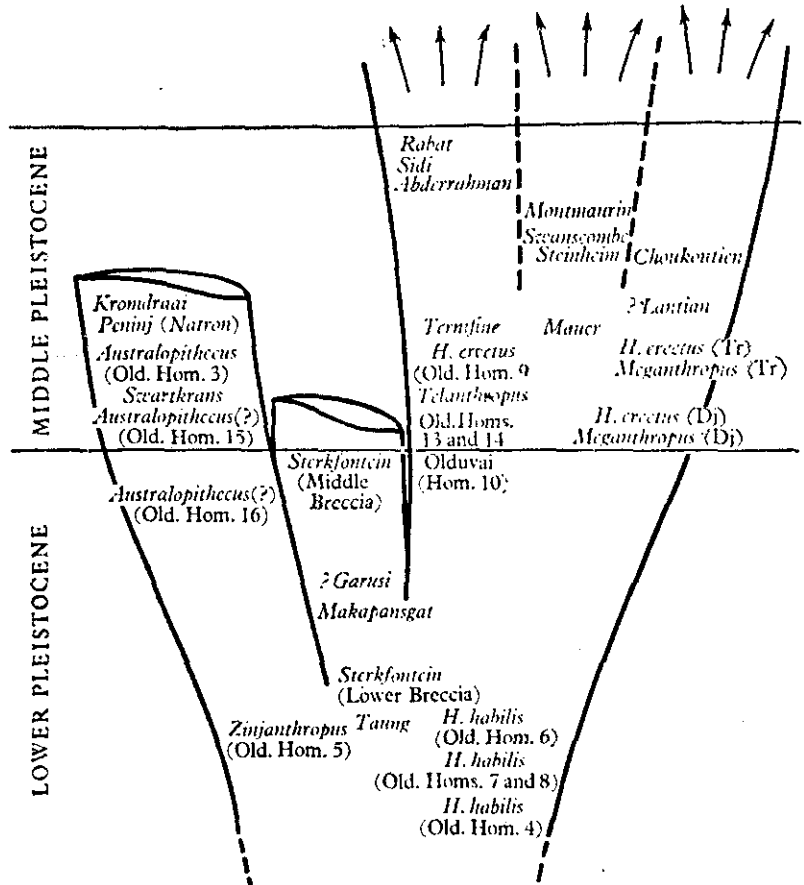 MIDDLE PLEISTOCENE
Rabat
Sidi
Abderrahman
Montmaurin
Swanscombe
Steinheim
Choukoutien
Kromdraai
Peninj (Natron)
Australopithecus
(Old. Hom. 3)
Swartkrans
Australopithecus(?)
(Old. Hom. 15)
Ternifine
H. erectus
(Old. Hom. 9
Telanthropus
Old. Homs.
13 and 14
Mauer
? Lantian
H. erectus (Tr)
Meganthropus (Tr)
H. erectus (Dj)
Meganthropus (Dj)
LOWER PLEISTOCENE
Australopithecus(?)
(Old. Hom. 16)
Sterkfontein
(Middle
Breccia)
Olduvai
(Hom. 10)
? Garusi
Makapansgat
Sterkfontein
(Lower Breccia)
Zinjanthropus
(Old. Hom. 5)
Taung
H. habilis
(Old. Hom. 6)
H. habilis
(Old. Homs. 7 and 8)
H. habilis
(Old. Hom. 4)